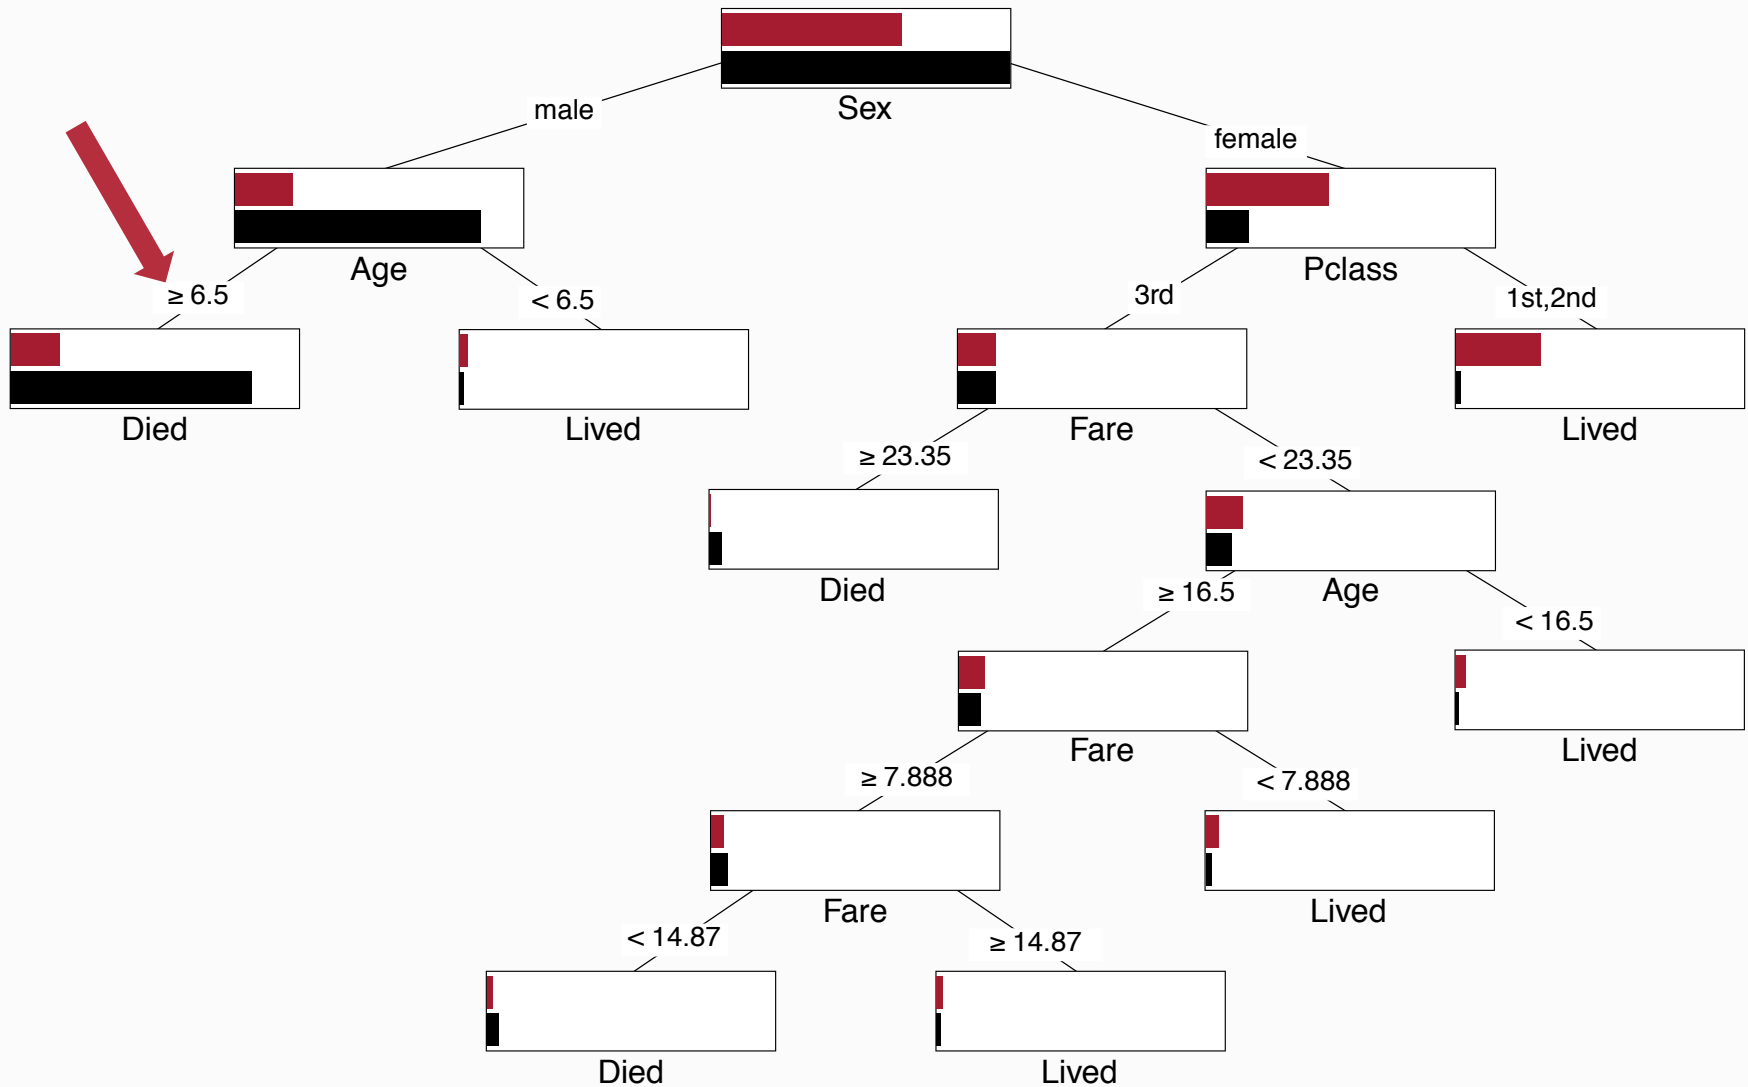 Sex
male
female
Age
Pclass
≥ 6.5
< 6.5
3rd
1st,2nd
Died
Lived
Fare
Lived
≥ 23.35
< 23.35
Died
Age
≥ 16.5
< 16.5
Fare
Lived
≥ 7.888
< 7.888
Fare
Lived
< 14.87
≥ 14.87
Died
Lived